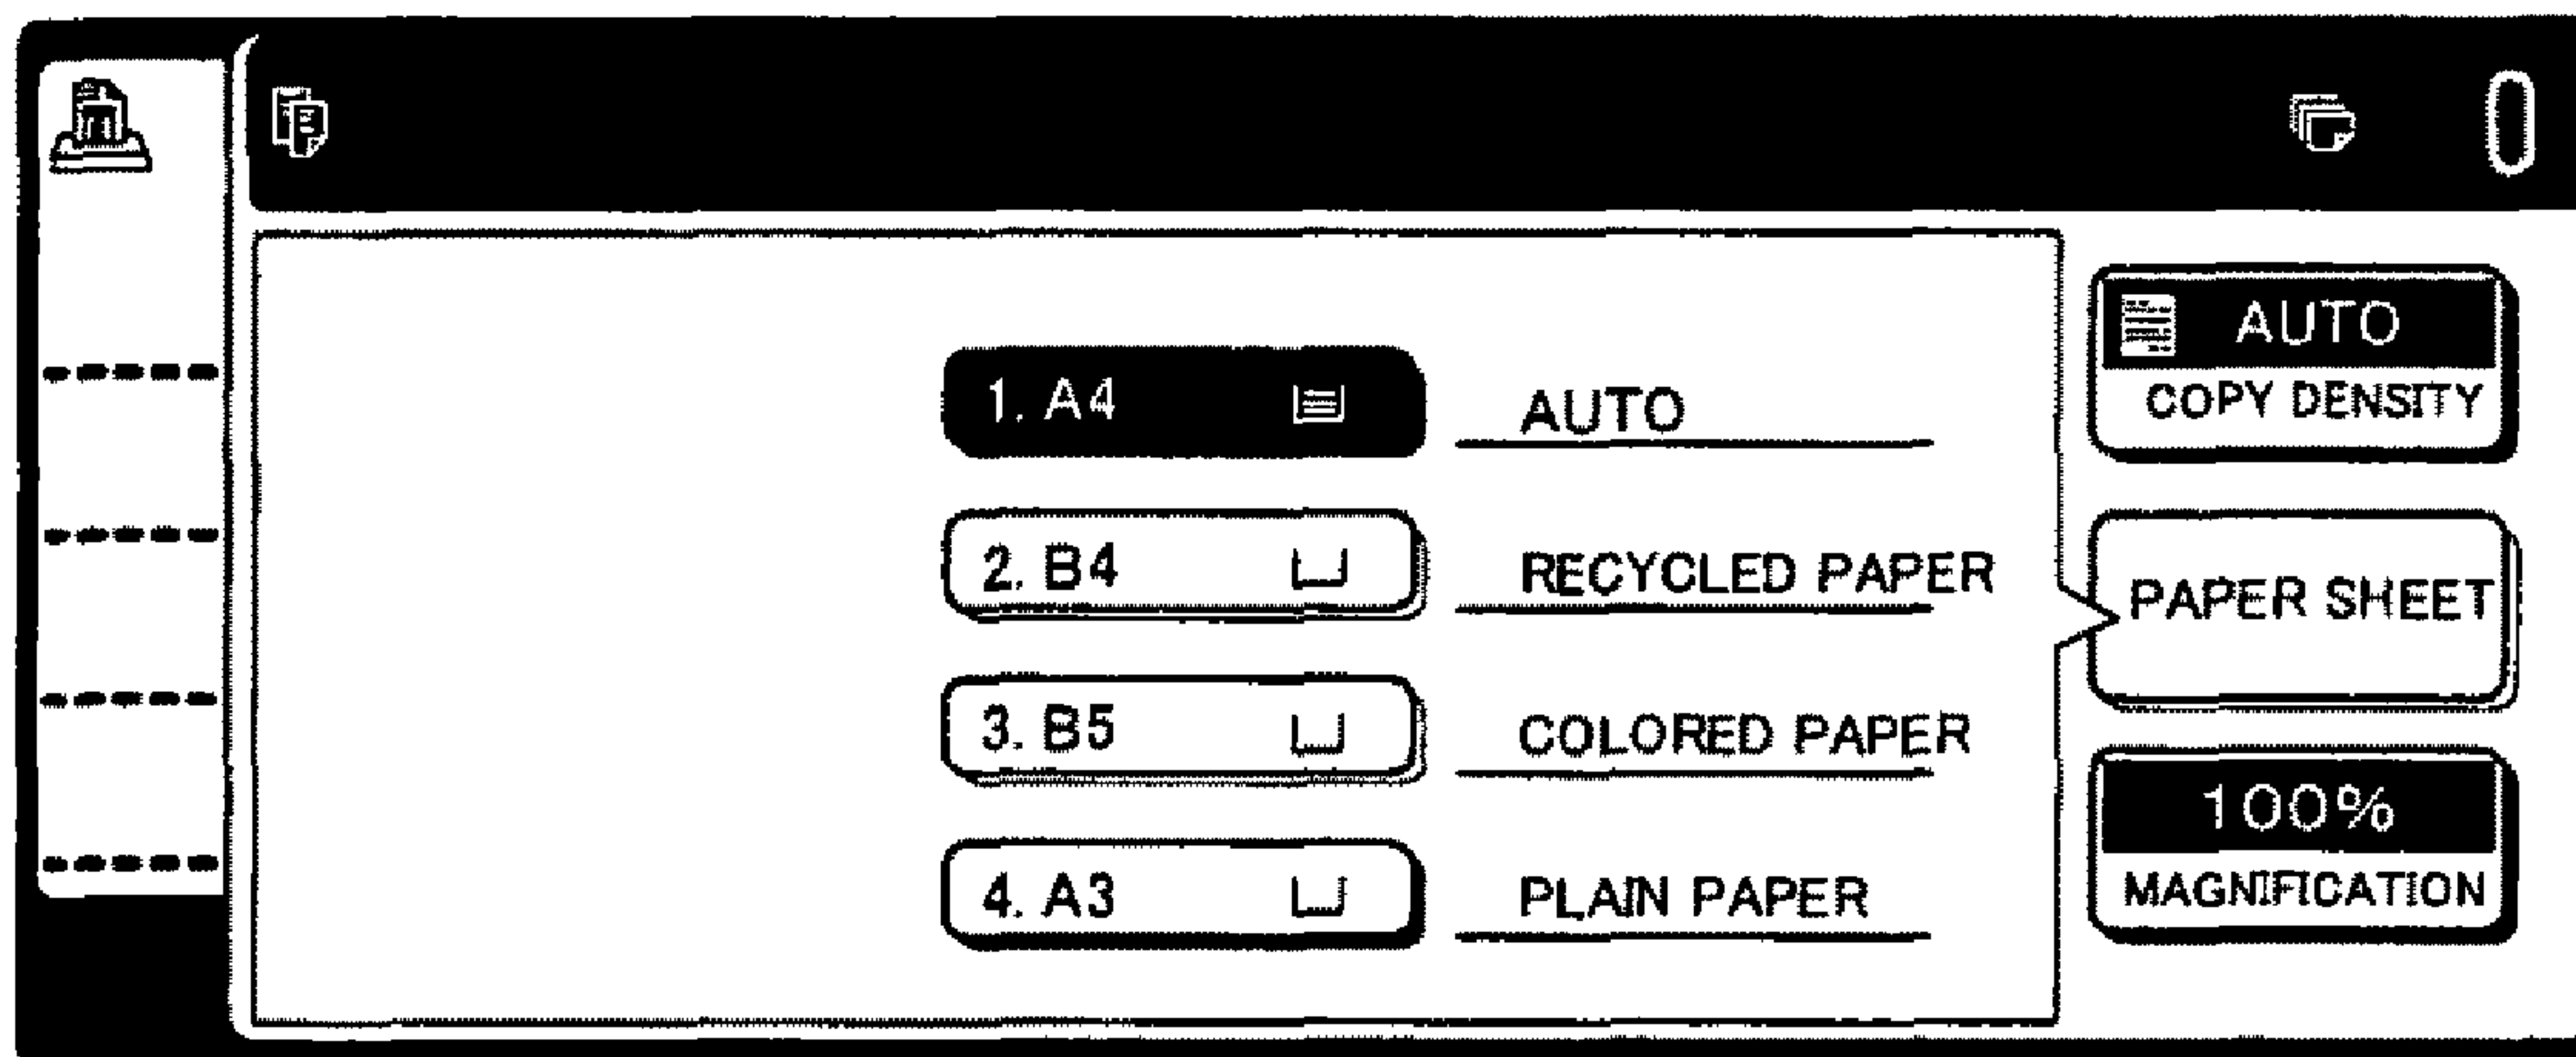 0
1. A4 AUTO
2. B4 RECYCLED PAPER
3. B5 COLORED PAPER
4. A3 PLAIN PAPER
AUTO
COPY DENSITY
PAPER SHEET
100%
MAGNIFICATION